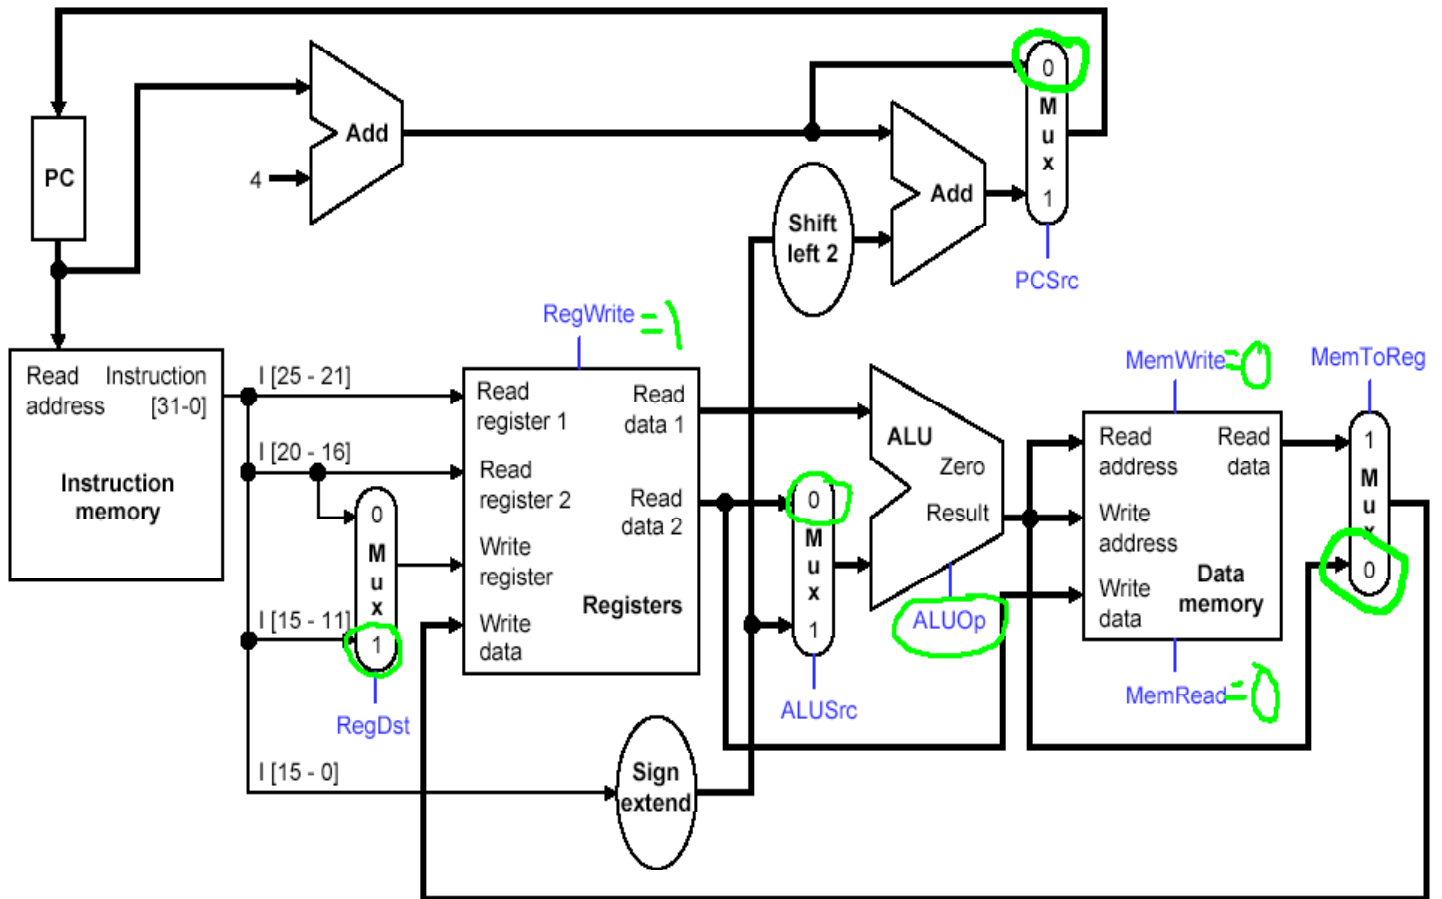 PC
4
Add
Shift
left 2
Add
0
M
u
x
1
PCSrc
Read
address
Instruction
[31-0]
Instruction
memory
I [25 - 21]
I [20 - 16]
I [15 - 11]
I [15 - 0]
0
M
u
x
1
RegDst
RegWrite =1
Read
register 1
Read
register 2
Write
register
Write
data
Read
data 1
Read
data 2
Registers
Sign
extend
0
M
u
x
1
ALUSrc
ALU
Zero
Result
ALUOp
MemWrite =0
Read
address
Write
address
Write
data
Read
data
Data
memory
MemRead =0
MemToReg
1
M
u
x
0